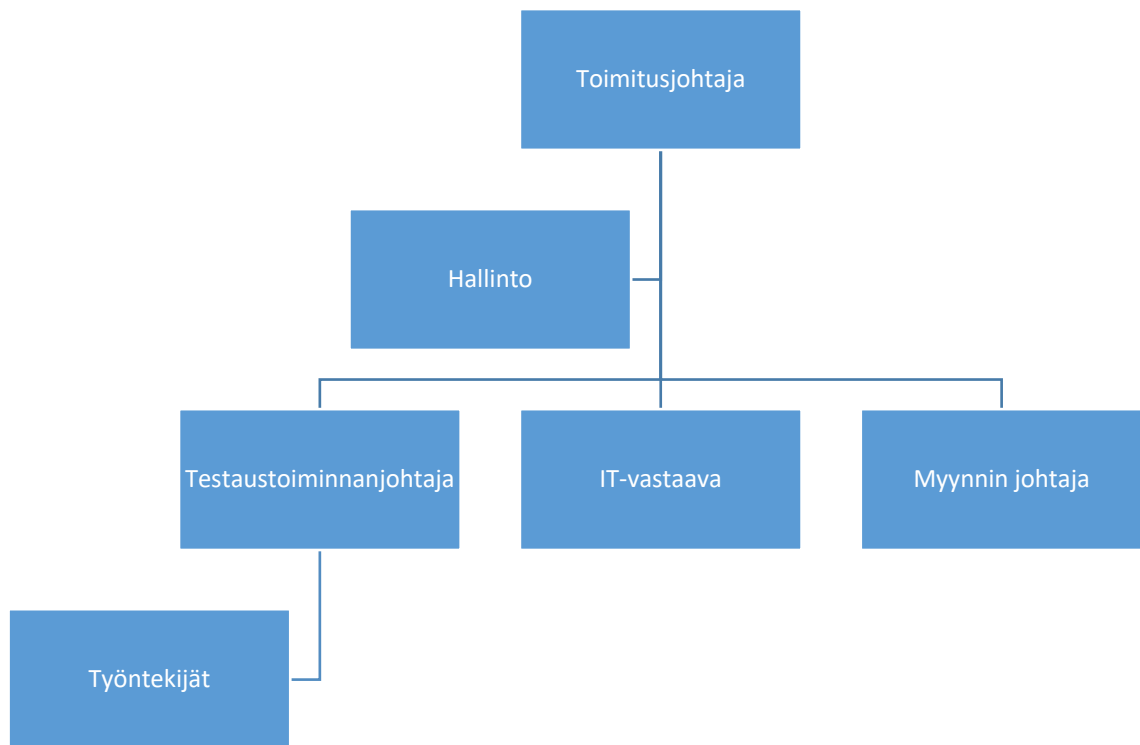 Toimitusjohtaja
Hallinto
Testaustoiminnanjohtaja
IT-vastaava
Myynnin johtaja
Työntekijät